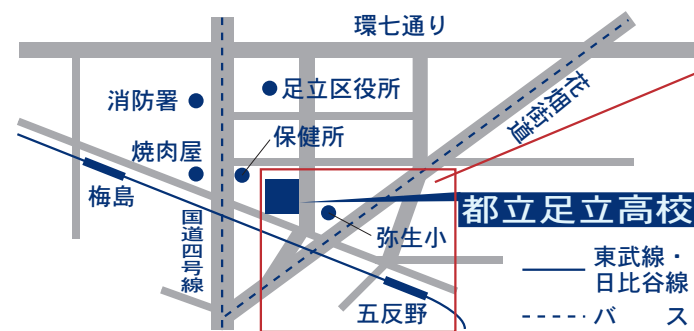 環七通り
消防署
足立区役所
花畑街道
保健所
焼肉屋
梅島
国道四号線
都立足立高校
弥生小
東武線・
日比谷線
五反野
バス